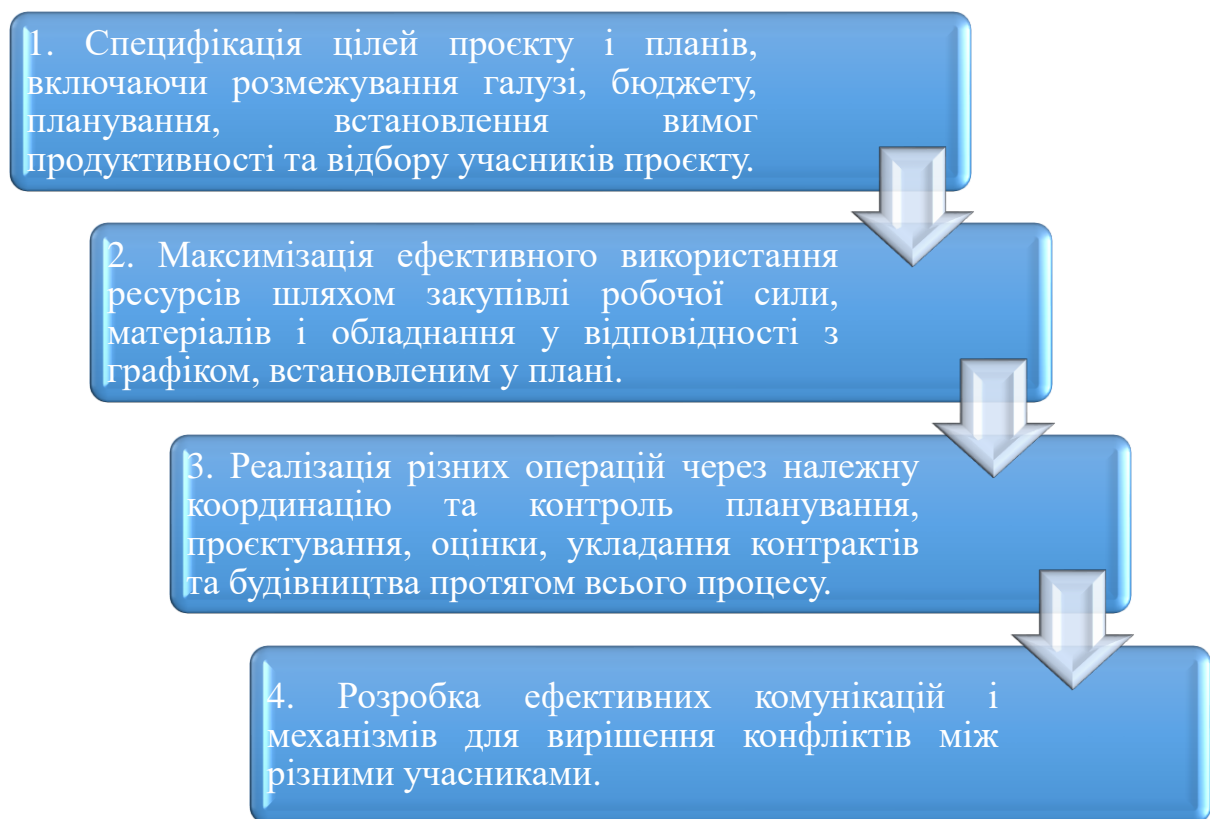 1. Специфікація цілей проєкту і планів,
включаючи розмежування галузі, бюджету,
планування, встановлення вимог
продуктивності та відбору учасників проєкту.
2. Максимізація ефективного використання
ресурсів шляхом закупівлі робочої сили,
матеріалів і обладнання у відповідності з
графіком, встановленим у плані.
3. Реалізація різних операцій через належну
координацію та контроль планування,
проєктування, оцінки, укладання контрактів
та будівництва протягом всього процесу.
4. Розробка ефективних комунікацій і
механізмів для вирішення конфліктів між
різними учасниками.